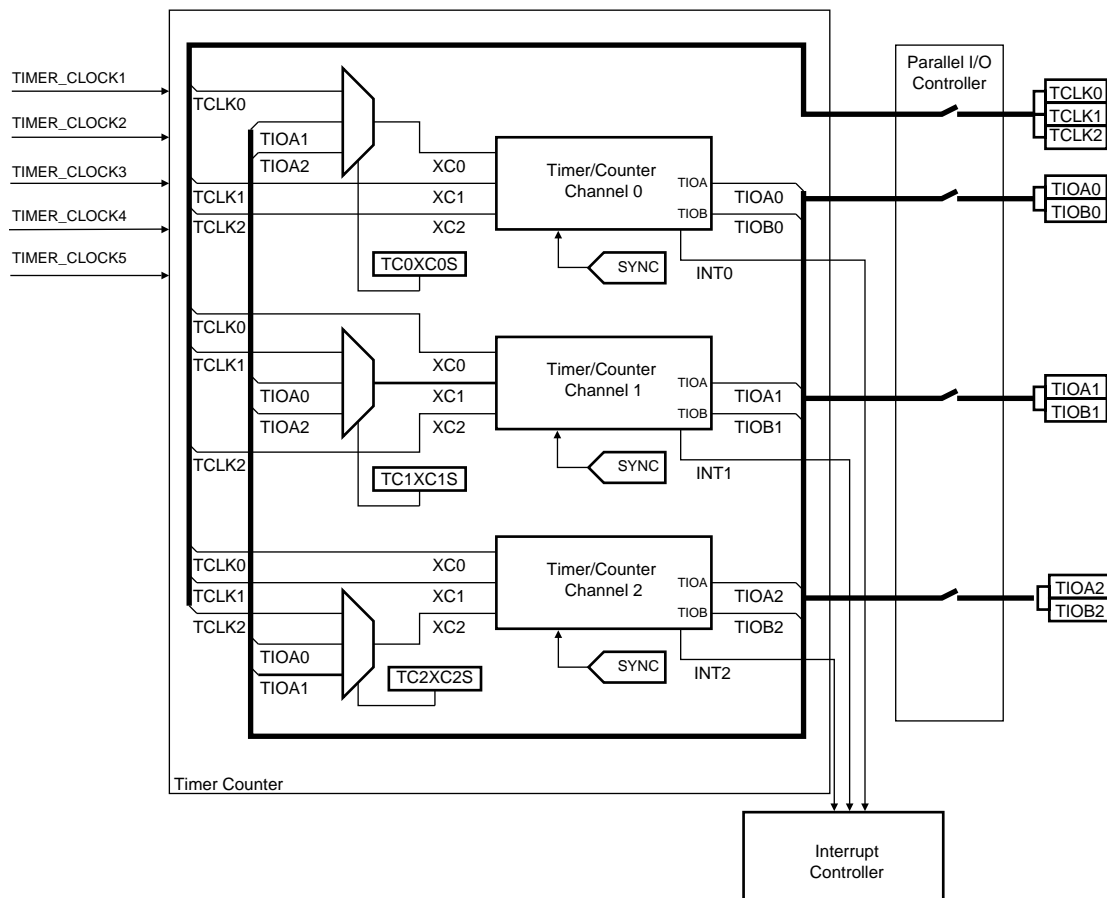 Parallel I/O
Controller
TIMER_CLOCK1
TIMER_CLOCK2
TIMER_CLOCK3
TIMER_CLOCK4
TIMER_CLOCK5
TCLK0
TIOA1
TIOA2
TCLK1
TCLK2
XC0
XC1
XC2
Timer/Counter
Channel 0
TIOA
TIOB
TIOA0
TIOB0
TC0XC0S
SYNC
INT0
TCLK0
TCLK1
TIOA0
TIOA2
TCLK2
XC0
XC1
XC2
Timer/Counter
Channel 1
TIOA
TIOB
TIOA1
TIOB1
TC1XC1S
SYNC
INT1
TCLK0
TCLK1
TCLK2
TIOA0
TIOA1
XC0
XC1
XC2
Timer/Counter
Channel 2
TIOA
TIOB
TIOA2
TIOB2
TC2XC2S
SYNC
INT2
TCLK0
TCLK1
TCLK2
TIOA0
TIOB0
TIOA1
TIOB1
TIOA2
TIOB2
Timer Counter
Interrupt
Controller